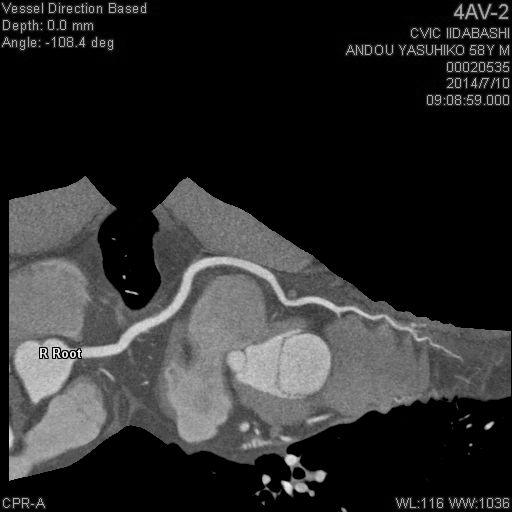 Vessel Direction Based
Depth: 0.0 mm
Angle: -108.4 deg
4AV-2
CVIC IIDABASHI
ANDOU YASUHIKO 58Y M
00020535
2014/7/10
09:08:59.000
R Root
CPR-A
WL:116 WW:1036